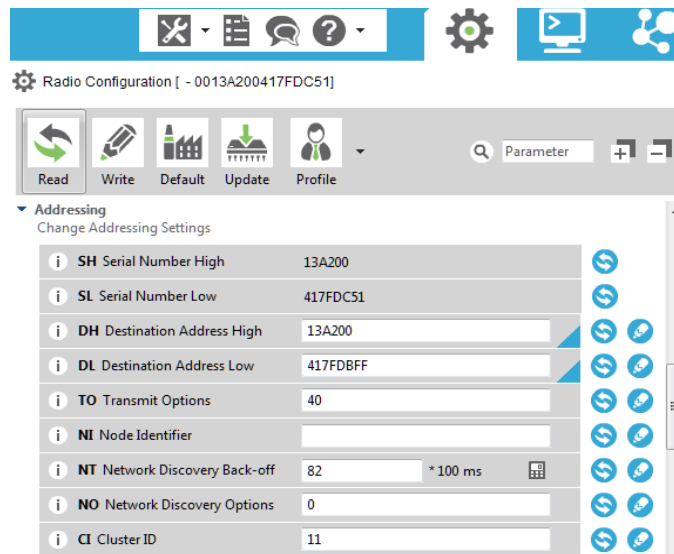 Radio Configuration [ - 0013A200417FDC51]
Read Write Default Update Profile Parameter
Addressing
Change Addressing Settings
i SH Serial Number High 13A200
i SL Serial Number Low 417FDC51
i DH Destination Address High 13A200
i DL Destination Address Low 417FDBFF
i TO Transmit Options 40
i NI Node Identifier
i NT Network Discovery Back-off 82 * 100 ms
i NO Network Discovery Options 0
i CI Cluster ID 11